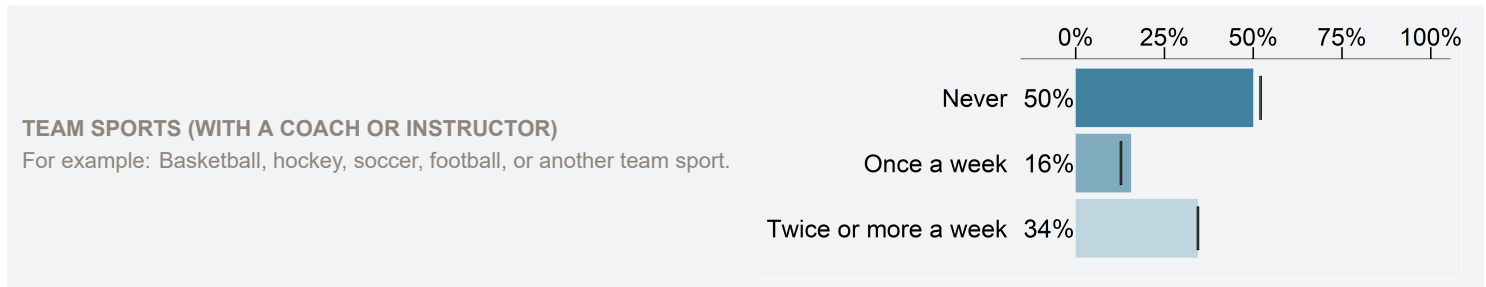 TEAM SPORTS (WITH A COACH OR INSTRUCTOR)
For example: Basketball, hockey, soccer, football, or another team sport.
0% 25% 50% 75% 100%
Never 50%
Once a week 16%
Twice or more a week 34%